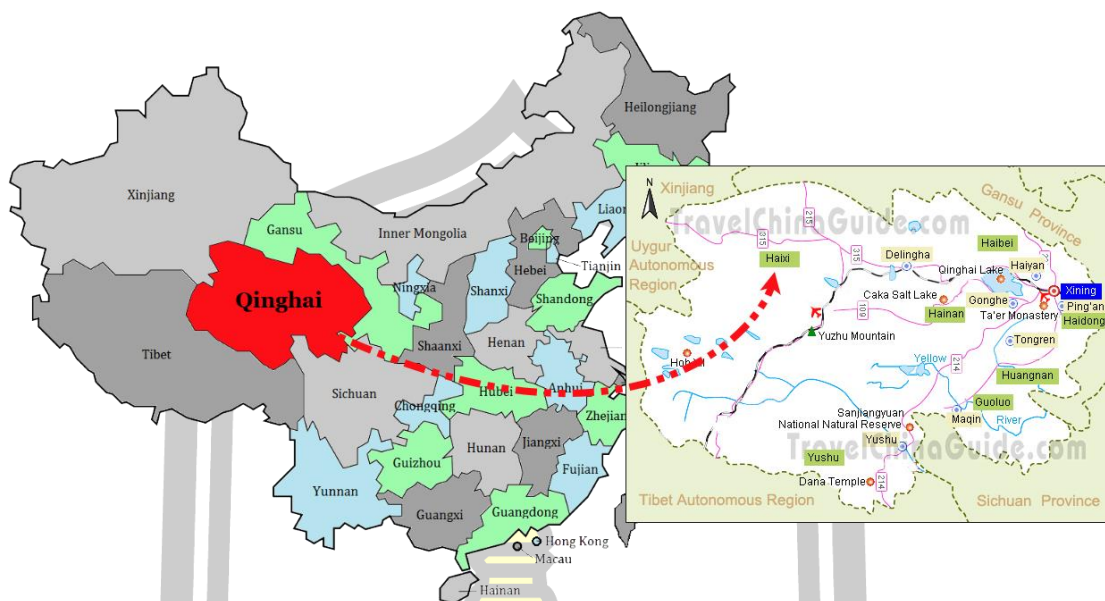 Heilongjiang
Xinjiang
Gansu
Inner Mongolia
Beijing
Tianjin
Hebei
Ningxia
Shanxi
Shandong
Qinghai
Tibet
Shaanxi
Henan
Sichuan
Hubei
Anhui
Chongqing
Hunan
Jiangxi
Guizhou
Fujian
Yunnan
Guangxi
Guangdong
Hong Kong
Macau
Hainan
N
Xinjiang
Uygur
Autonomous
Region
TravelChinaGuide.com
Gansu Province
215
315
315
Haixi
Delingha
Haibei
Qinghai Lake
Haiyan
Xining
Caka Salt Lake
Gonghe
Ping'an
109
Hainan
Ta'er Monastery
Haidong
Yuzhu Mountain
Tongren
Yellow
214
Huangnan
Guoluo
Sanjiangyuan
National Natural Reserve
Maqin
River
Yushu
TravelChinaGuide.com
Yushu
Dana Temple
214
Tibet Autonomous Region
Sichuan Province